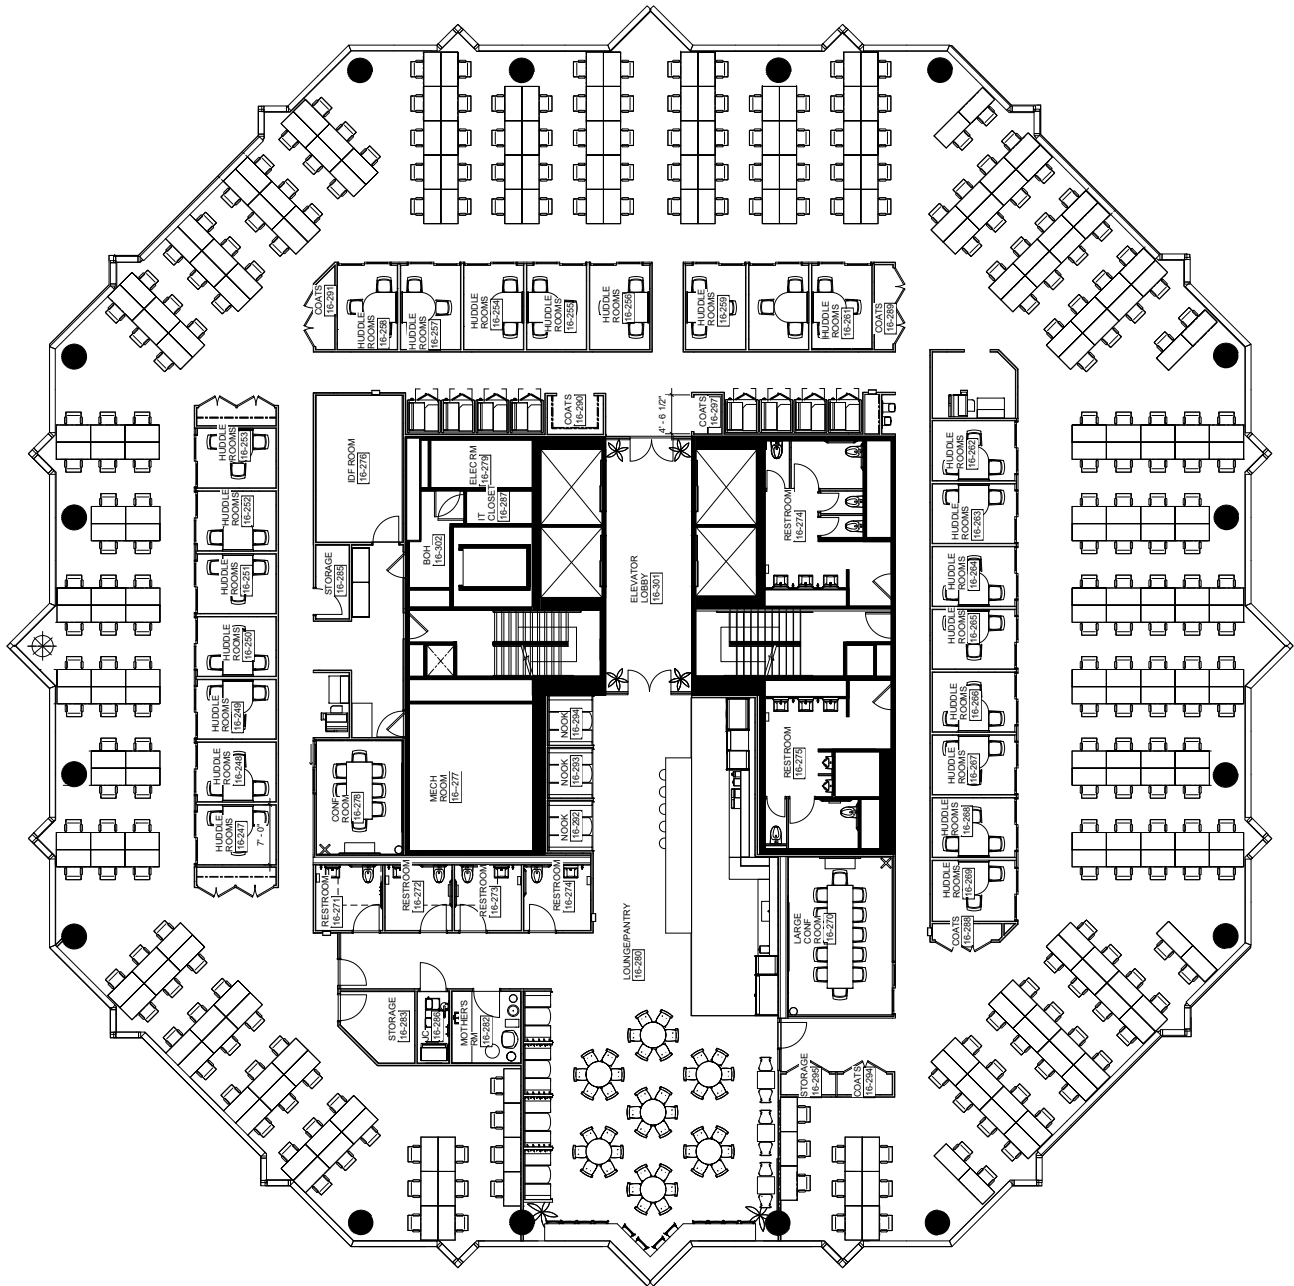 COATS
16-291
HUDDLE
ROOMS
16-258
HUDDLE
ROOMS
16-257
HUDDLE
ROOMS
16-254
HUDDLE
ROOMS
16-255
HUDDLE
ROOMS
16-256
HUDDLE
ROOMS
16-259
HUDDLE
ROOMS
16-261
COATS
16-289
COATS
16-290
4' - 6 1/2"
COATS
16-297
HUDDLE
ROOMS
16-253
HUDDLE
ROOMS
16-252
HUDDLE
ROOMS
16-251
HUDDLE
ROOMS
16-250
HUDDLE
ROOMS
16-249
HUDDLE
ROOMS
16-248
HUDDLE
ROOMS
16-247
7' - 0"
IDF ROOM
16-276
ELEC RM
16-279
IT
CLOSET
16-287
BOH
16-302
STORAGE
16-285
ELEVATOR
LOBBY
16-301
RESTROOM
16-274
HUDDLE
ROOMS
16-262
HUDDLE
ROOMS
16-263
HUDDLE
ROOMS
16-264
HUDDLE
ROOMS
16-265
HUDDLE
ROOMS
16-266
HUDDLE
ROOMS
16-267
HUDDLE
ROOMS
16-268
HUDDLE
ROOMS
16-269
COATS
16-288
CONF
ROOM
16-278
MECH
ROOM
16--277
NOOK
16-294
NOOK
16-293
NOOK
16-292
RESTROOM
16-275
RESTROOM
16-271
RESTROOM
16-272
RESTROOM
16-273
RESTROOM
16-274
LOUNGE/PANTRY
16-280
LARGE
CONF
ROOM
16-270
STORAGE
16-283
JC
16-286
MOTHER'S
RM
16-282
STORAGE
16-295
COATS
16-294